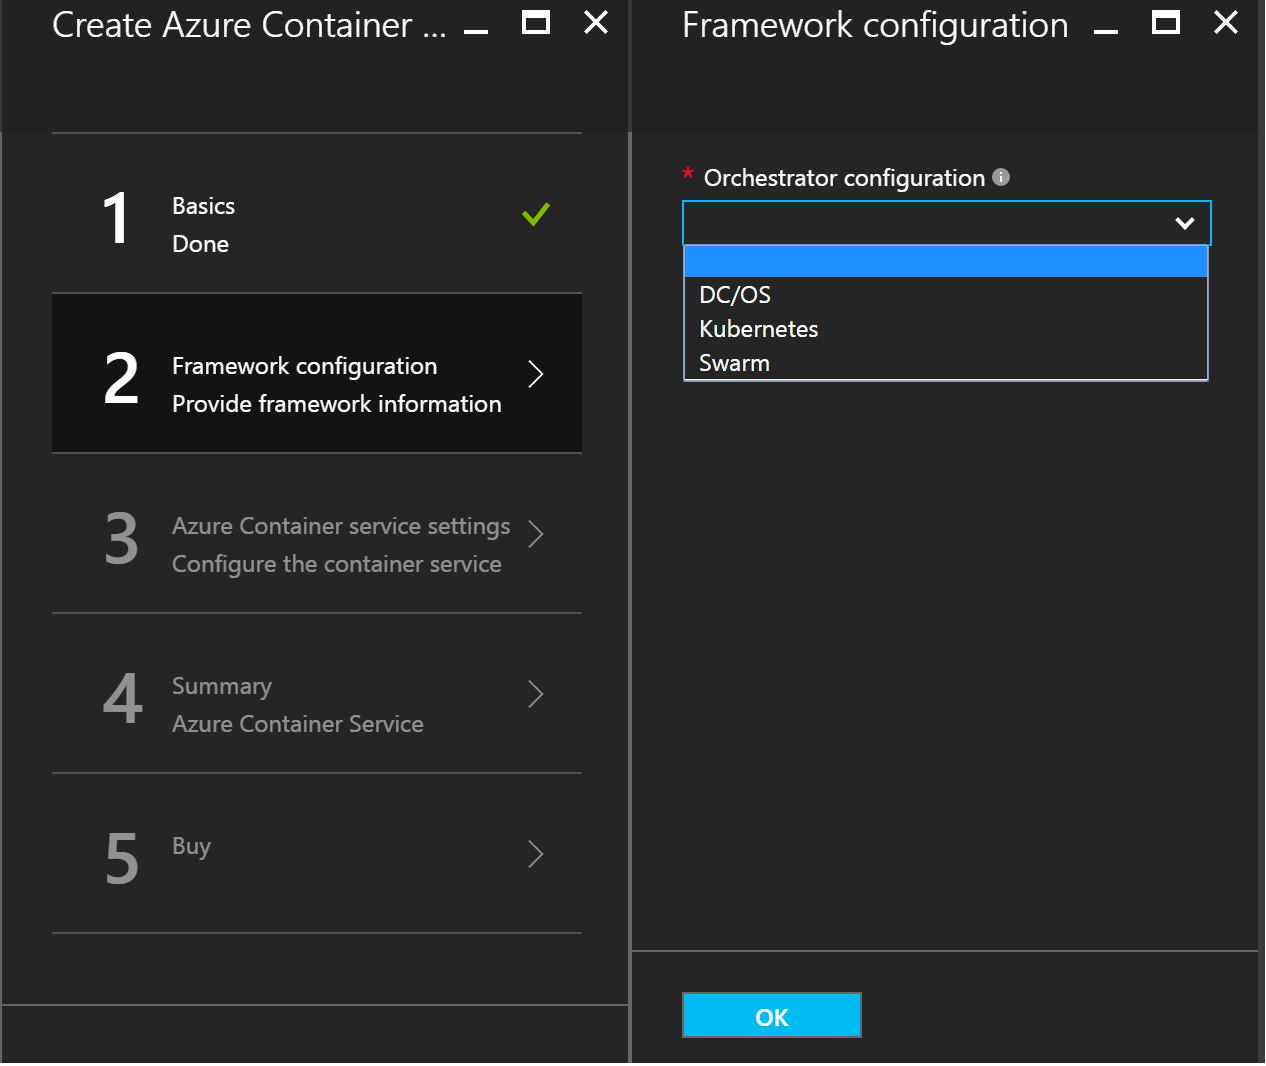 Create Azure Container ...
1
Basics
Done
2
Framework configuration
Provide framework information
3
Azure Container service settings
Configure the container service
4
Summary
Azure Container Service
5
Buy
Framework configuration
* Orchestrator configuration
DC/OS
Kubernetes
Swarm
OK